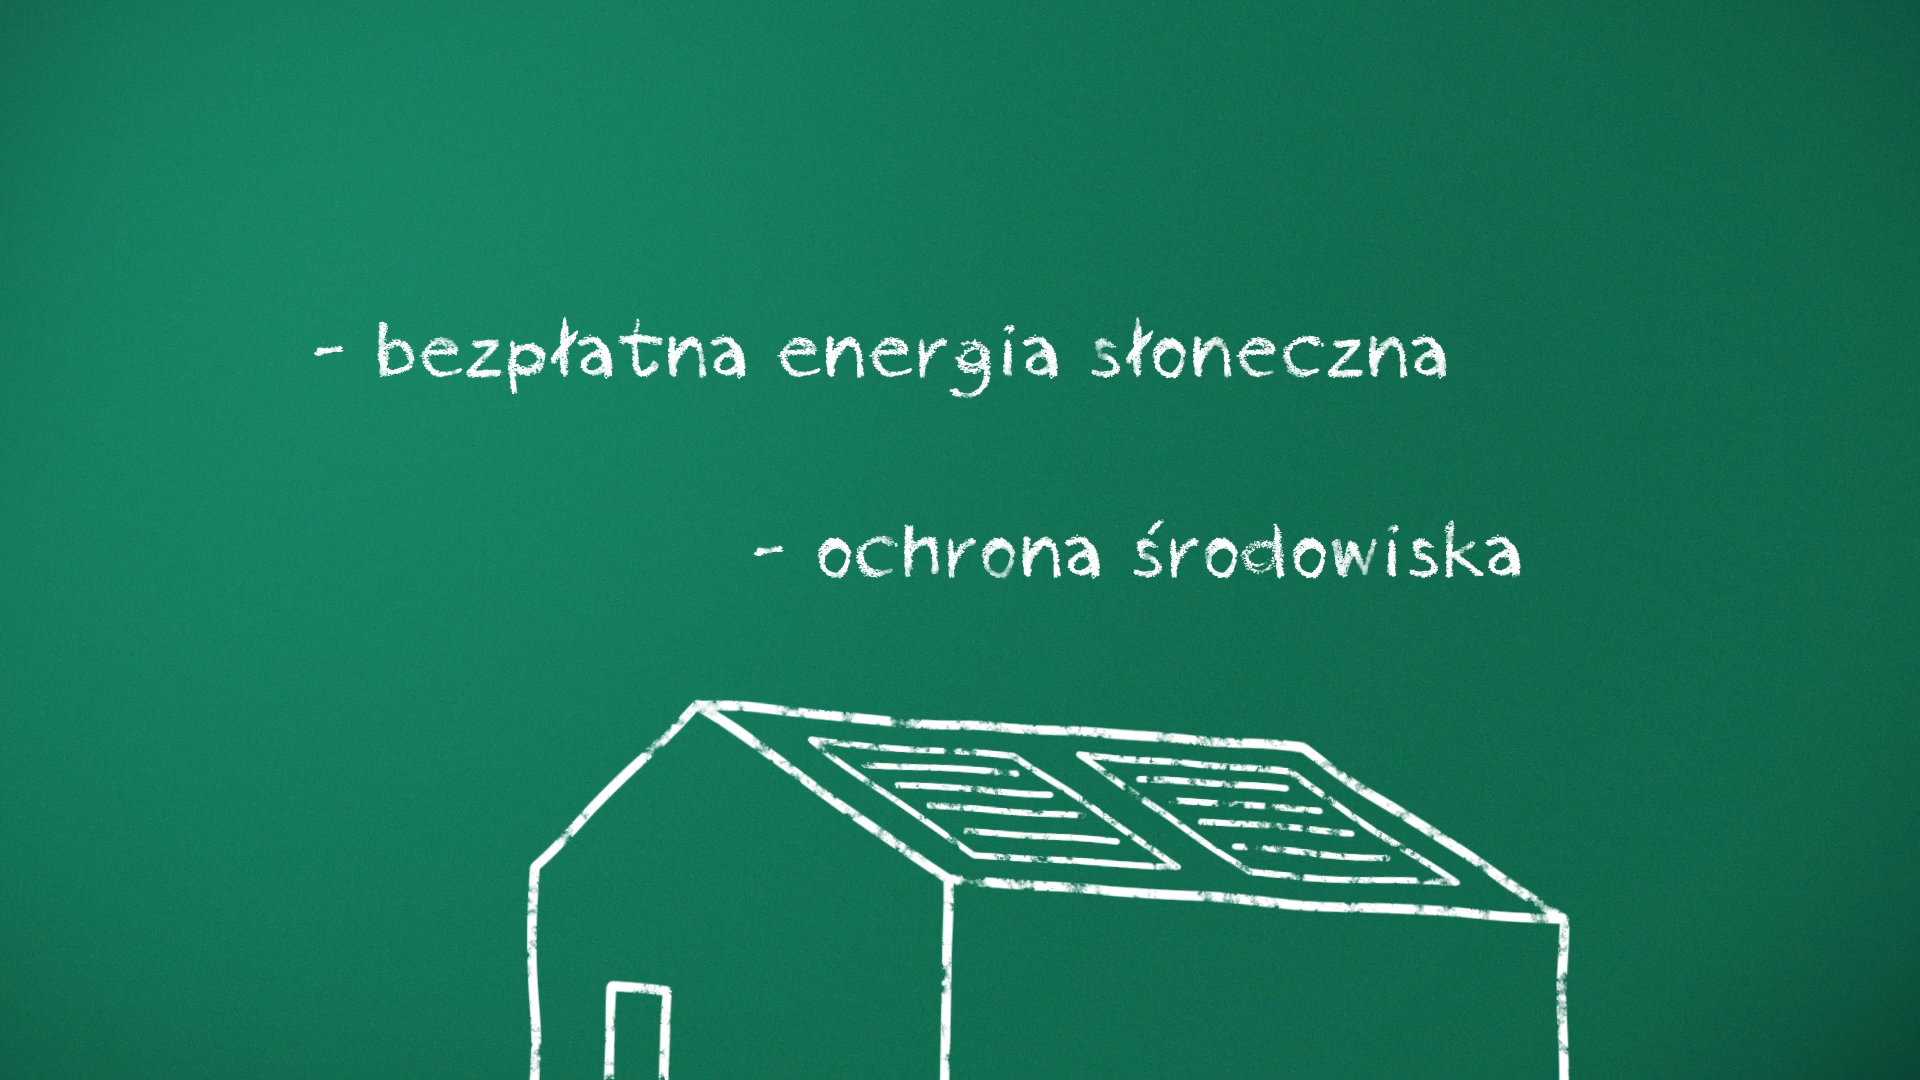 - bezpłatna energia słoneczna
- ochrona środowiska